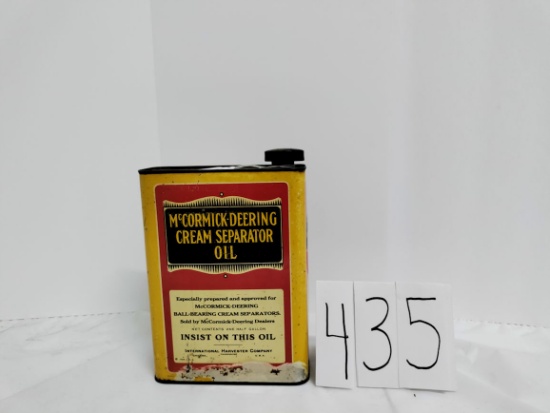 McCORMICK-DEERING
CREAM SEPARATOR
OIL
Especially prepared and approved for
McCORMICK-DEERING
BALL-BEARING CREAM SEPARATORS.
Sold by McCormick-Deering Dealers
NET CONTENTS ONE HALF GALLON
INSIST ON THIS OIL
INTERNATIONAL HARVESTER COMPANY
435